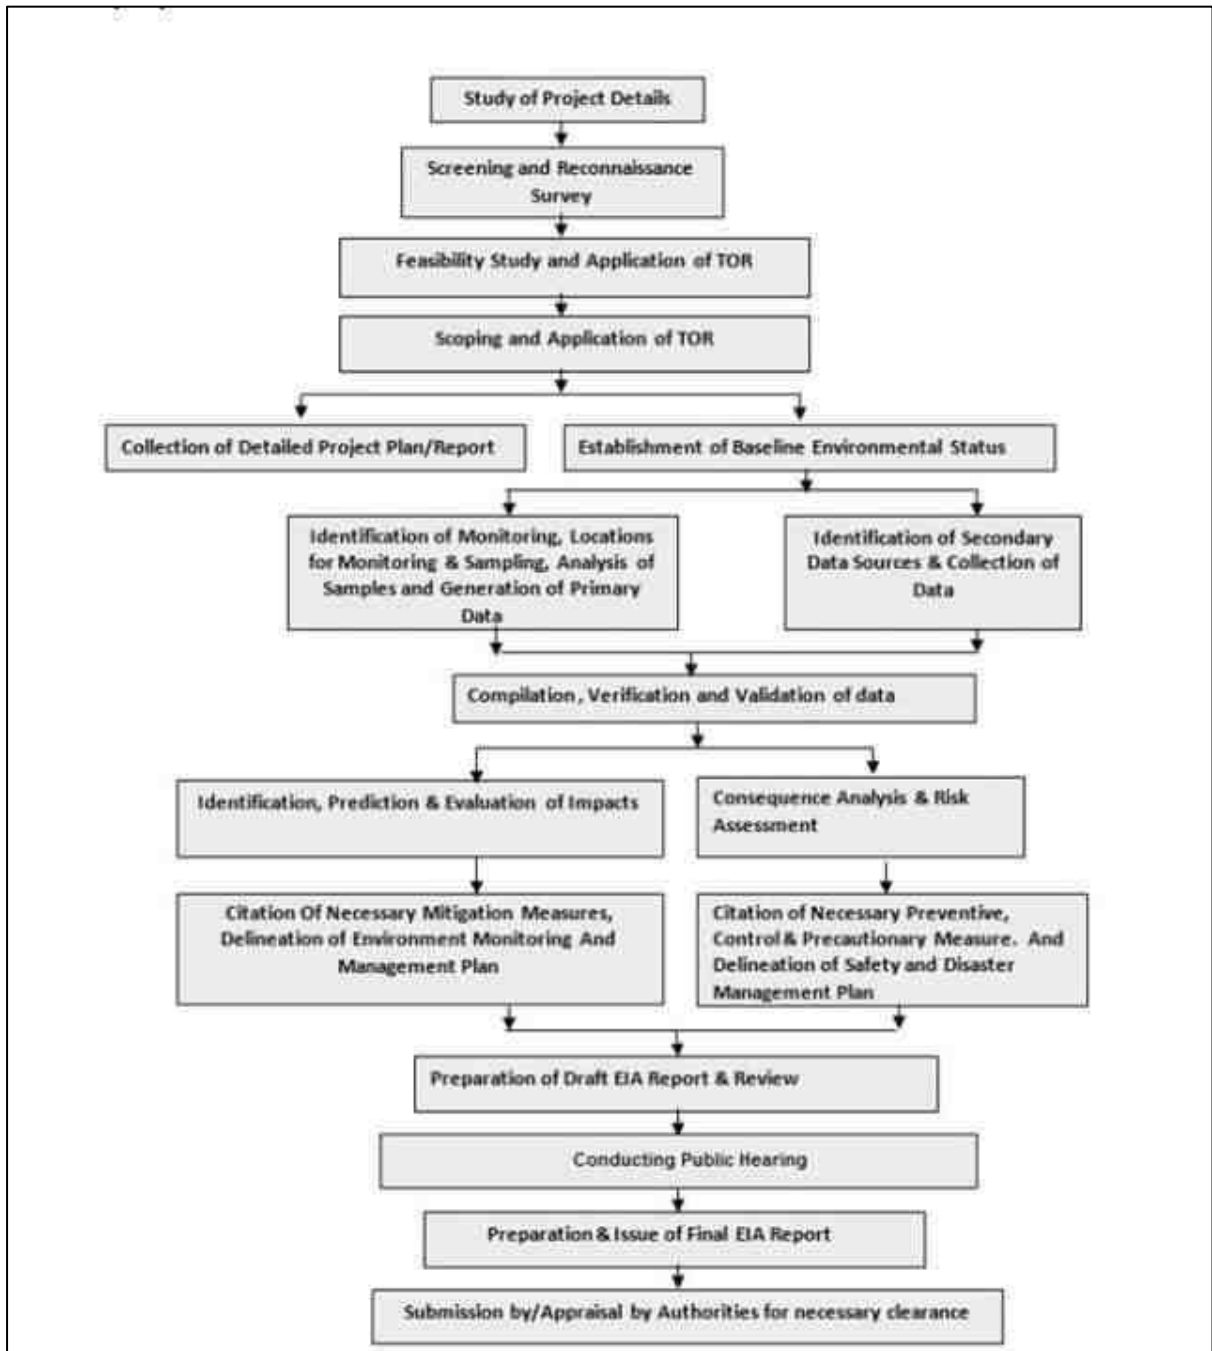 Study of Project Details
Screening and Reconnaissance
Survey
Feasibility Study and Application of TOR
Scoping and Application of TOR
Collection of Detailed Project Plan/Report
Establishment of Baseline Environmental Status
Identification of Monitoring, Locations
for Monitoring & Sampling, Analysis of
Samples and Generation of Primary
Data
Identification of Secondary
Data Sources & Collection of
Data
Compilation, Verification and Validation of data
Identification, Prediction & Evaluation of Impacts
Consequence Analysis & Risk
Assessment
Citation Of Necessary Mitigation Measures,
Delineation of Environment Monitoring And
Management Plan
Citation of Necessary Preventive,
Control & Precautionary Measure. And
Delineation of Safety and Disaster
Management Plan
Preparation of Draft EIA Report & Review
Conducting Public Hearing
Preparation & Issue of Final EIA Report
Submission by/Appraisal by Authorities for necessary clearance